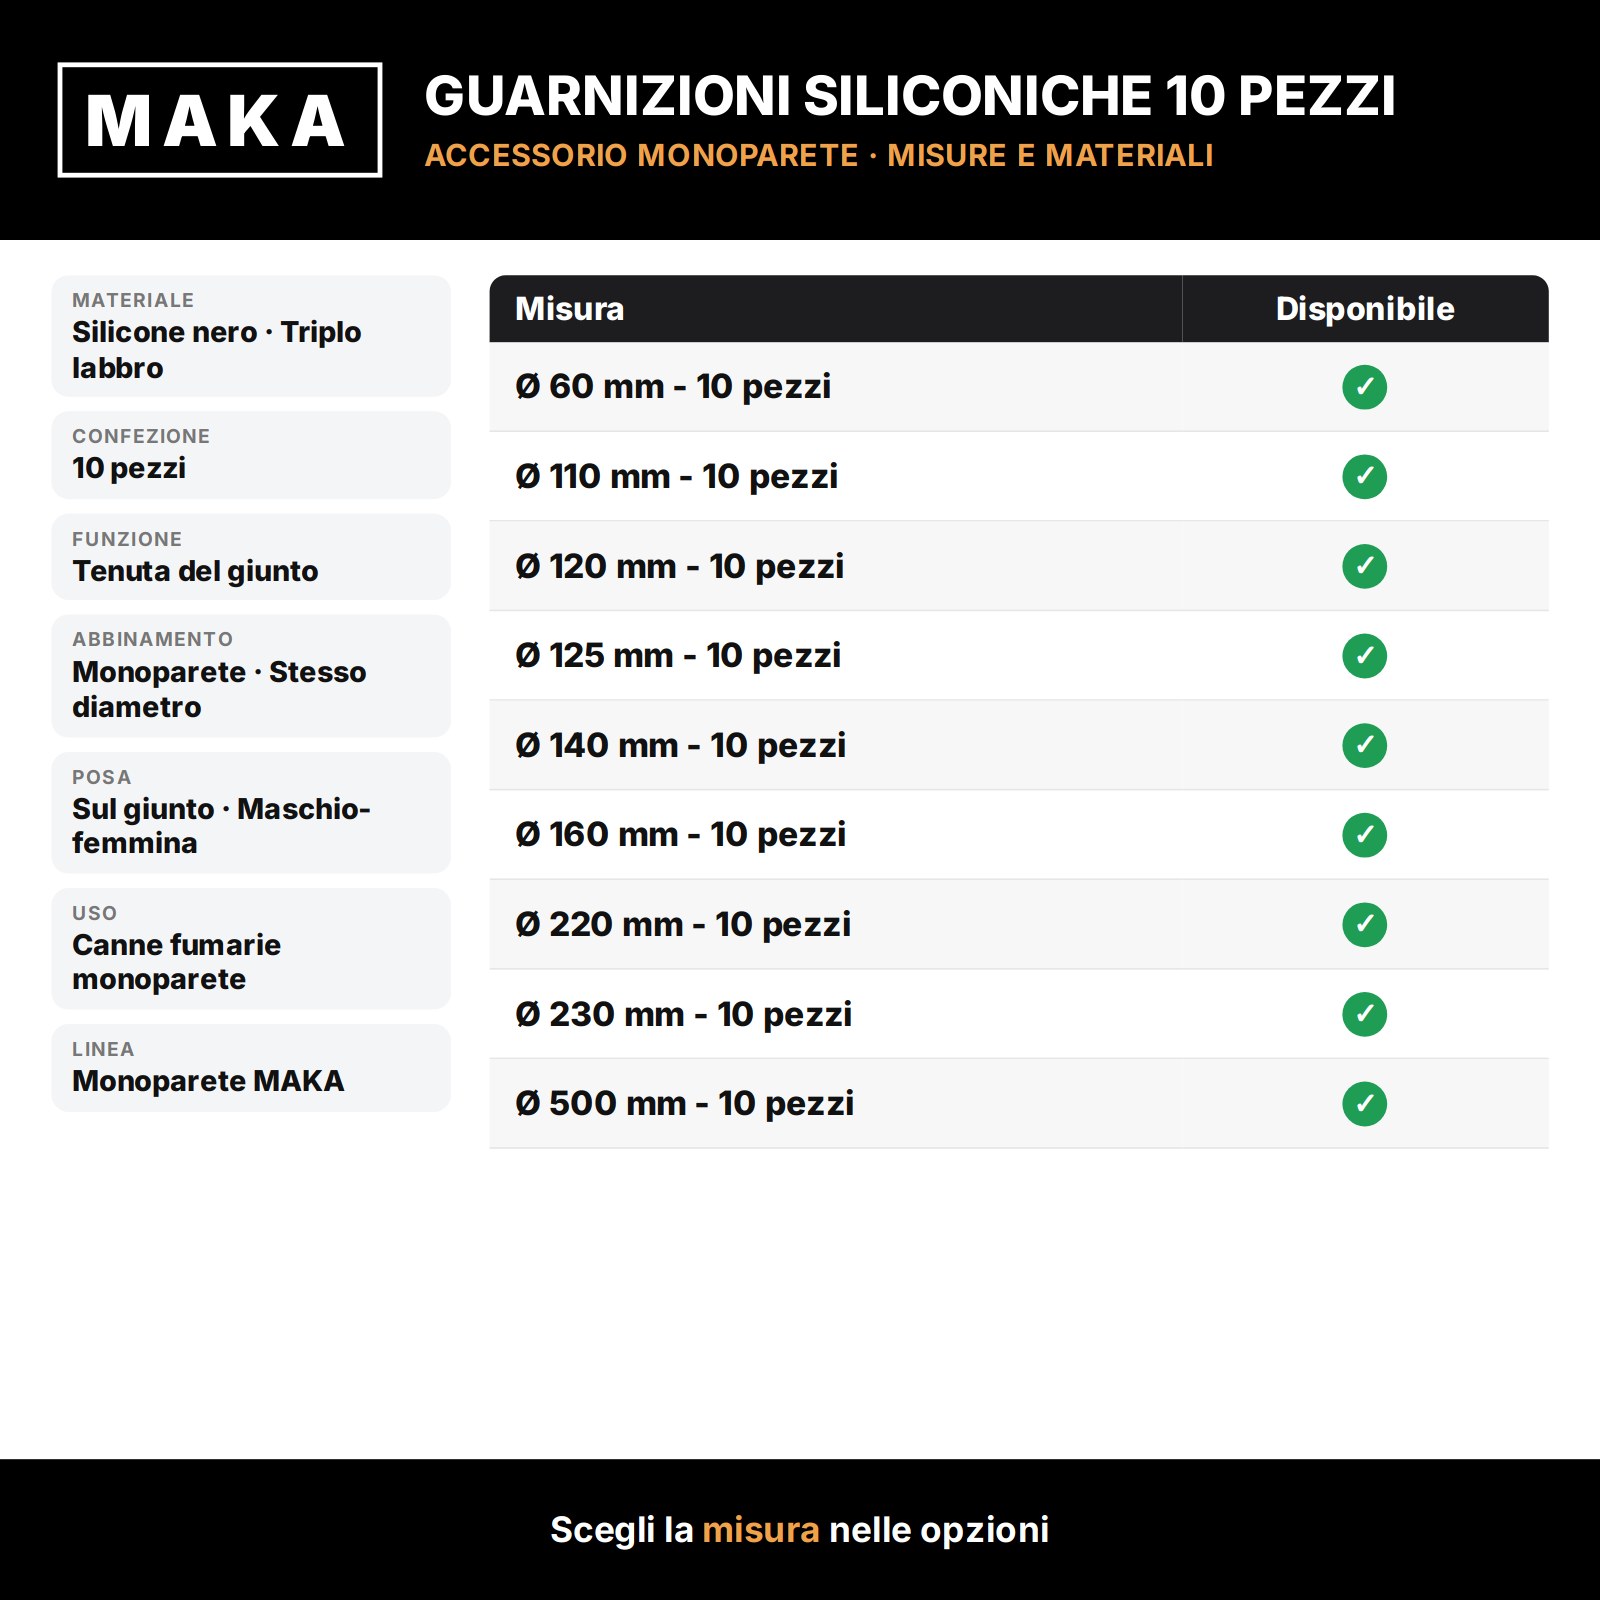 MAKA
GUARNIZIONI SILICONICHE 10 PEZZI
ACCESSORIO MONOPARETE · MISURE E MATERIALI
MATERIALE
Silicone nero · Triplo
labbro
CONFEZIONE
10 pezzi
FUNZIONE
Tenuta del giunto
ABBINAMENTO
Monoparete · Stesso
diametro
POSA
Sul giunto · Maschio-
femmina
USO
Canne fumarie
monoparete
LINEA
Monoparete MAKA
Misura Disponibile
Ø 60 mm - 10 pezzi ✓
Ø 110 mm - 10 pezzi ✓
Ø 120 mm - 10 pezzi ✓
Ø 125 mm - 10 pezzi ✓
Ø 140 mm - 10 pezzi ✓
Ø 160 mm - 10 pezzi ✓
Ø 220 mm - 10 pezzi ✓
Ø 230 mm - 10 pezzi ✓
Ø 500 mm - 10 pezzi ✓
Scegli la misura nelle opzioni